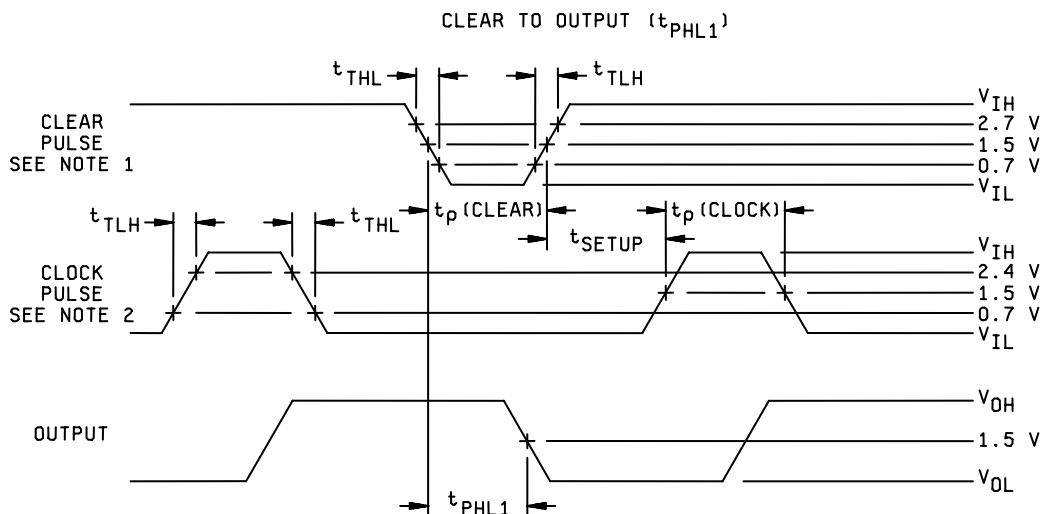 CLEAR TO OUTPUT (tPHL1)
tTHL
tTLH
CLEAR
PULSE
SEE NOTE 1
VIH
2.7 V
1.5 V
0.7 V
VIL
tp (CLEAR)
tp (CLOCK)
tSETUP
tTLH
tTHL
CLOCK
PULSE
SEE NOTE 2
VIH
2.4 V
1.5 V
0.7 V
VIL
OUTPUT
VOH
1.5 V
VOL
tPHL1